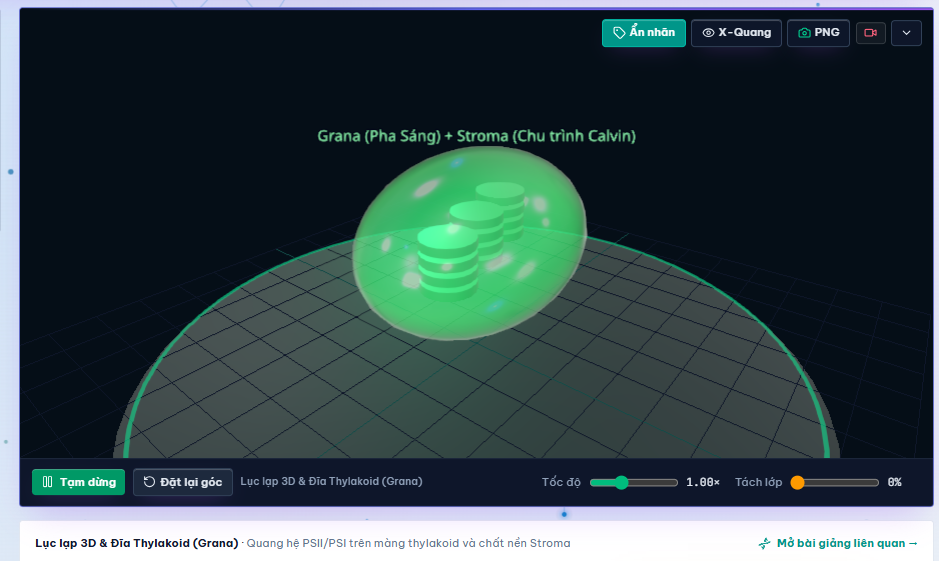 Ẩn nhãn
X-Quang
PNG
Grana (Pha Sáng) + Stroma (Chu trình Calvin)
Tạm dừng
Đặt lại góc
Lục lạp 3D & Đĩa Thylakoid (Grana)
Tốc độ
1.00×
Tách lớp
0%
Lục lạp 3D & Đĩa Thylakoid (Grana) · Quang hệ PSII/PSI trên màng thylakoid và chất nền Stroma
Mở bài giảng liên quan →